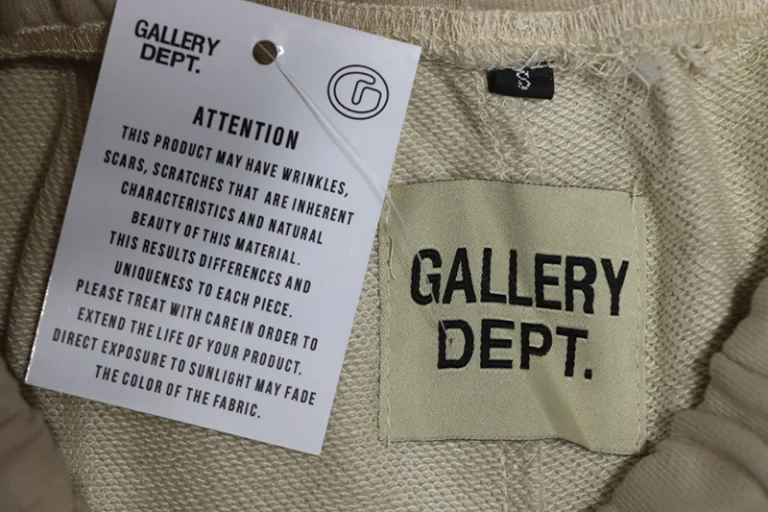 GALLERY
DEPT.
G
ATTENTION
THIS PRODUCT MAY HAVE WRINKLES,
SCARS, SCRATCHES THAT ARE INHERENT
CHARACTERISTICS AND NATURAL
BEAUTY OF THIS MATERIAL.
THIS RESULTS DIFFERENCES AND
UNIQUENESS TO EACH PIECE.
PLEASE TREAT WITH CARE IN ORDER TO
EXTEND THE LIFE OF YOUR PRODUCT.
DIRECT EXPOSURE TO SUNLIGHT MAY FADE
THE COLOR OF THE FABRIC.
S
GALLERY
DEPT.